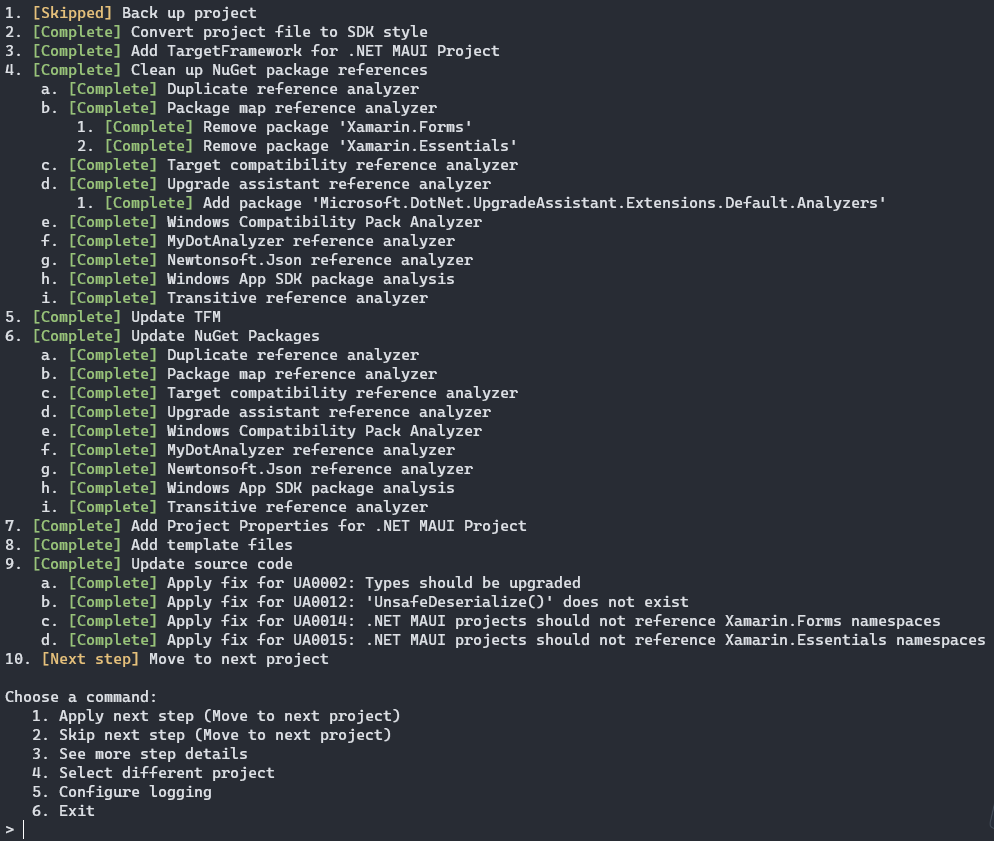 1. [Skipped] Back up project
2. [Complete] Convert project file to SDK style
3. [Complete] Add TargetFramework for .NET MAUI Project
4. [Complete] Clean up NuGet package references
a. [Complete] Duplicate reference analyzer
b. [Complete] Package map reference analyzer
1. [Complete] Remove package 'Xamarin.Forms'
2. [Complete] Remove package 'Xamarin.Essentials'
c. [Complete] Target compatibility reference analyzer
d. [Complete] Upgrade assistant reference analyzer
1. [Complete] Add package 'Microsoft.DotNet.UpgradeAssistant.Extensions.Default.Analyzers'
e. [Complete] Windows Compatibility Pack Analyzer
f. [Complete] MyDotAnalyzer reference analyzer
g. [Complete] Newtonsoft.Json reference analyzer
h. [Complete] Windows App SDK package analysis
i. [Complete] Transitive reference analyzer
5. [Complete] Update TFM
6. [Complete] Update NuGet Packages
a. [Complete] Duplicate reference analyzer
b. [Complete] Package map reference analyzer
c. [Complete] Target compatibility reference analyzer
d. [Complete] Upgrade assistant reference analyzer
e. [Complete] Windows Compatibility Pack Analyzer
f. [Complete] MyDotAnalyzer reference analyzer
g. [Complete] Newtonsoft.Json reference analyzer
h. [Complete] Windows App SDK package analysis
i. [Complete] Transitive reference analyzer
7. [Complete] Add Project Properties for .NET MAUI Project
8. [Complete] Add template files
9. [Complete] Update source code
a. [Complete] Apply fix for UA0002: Types should be upgraded
b. [Complete] Apply fix for UA0012: 'UnsafeDeserialize()' does not exist
c. [Complete] Apply fix for UA0014: .NET MAUI projects should not reference Xamarin.Forms namespaces
d. [Complete] Apply fix for UA0015: .NET MAUI projects should not reference Xamarin.Essentials namespaces
10. [Next step] Move to next project
Choose a command:
1. Apply next step (Move to next project)
2. Skip next step (Move to next project)
3. See more step details
4. Select different project
5. Configure logging
6. Exit
>